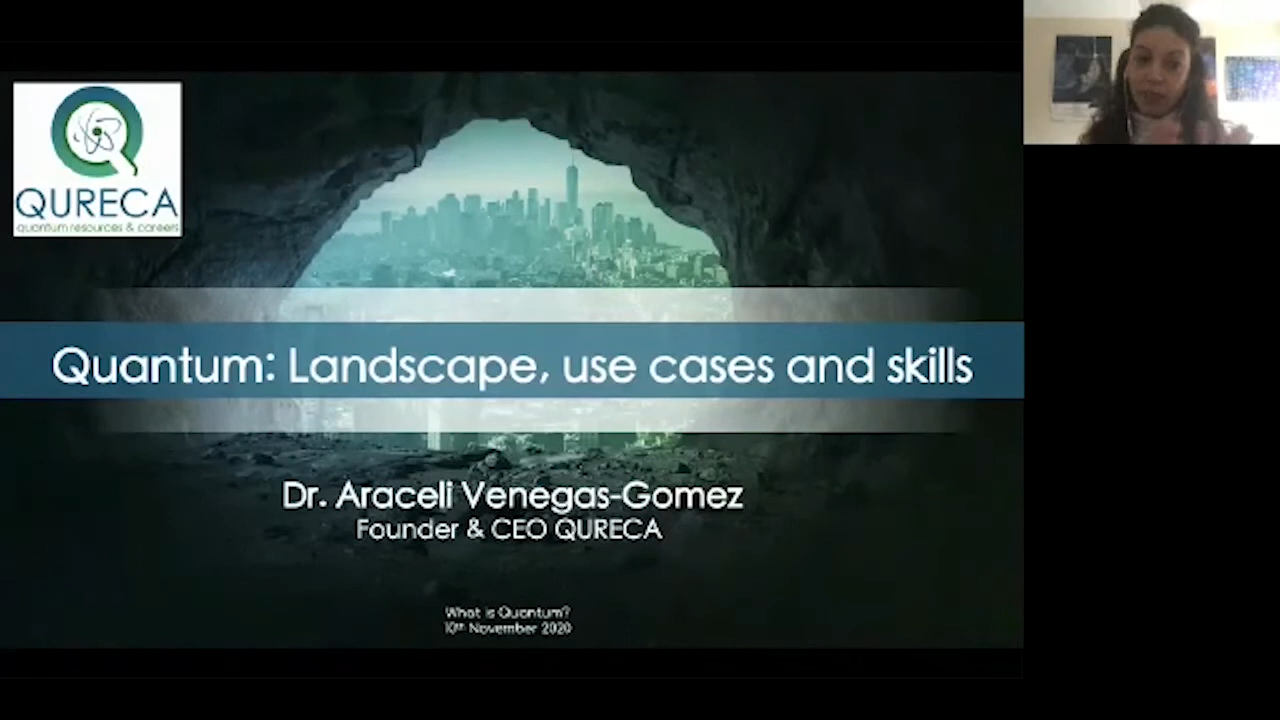 QURECA
quantum resources & careers
Quantum: Landscape, use cases and skills
Dr. Araceli Venegas-Gomez
Founder & CEO QURECA
What is Quantum?
10th November 2020